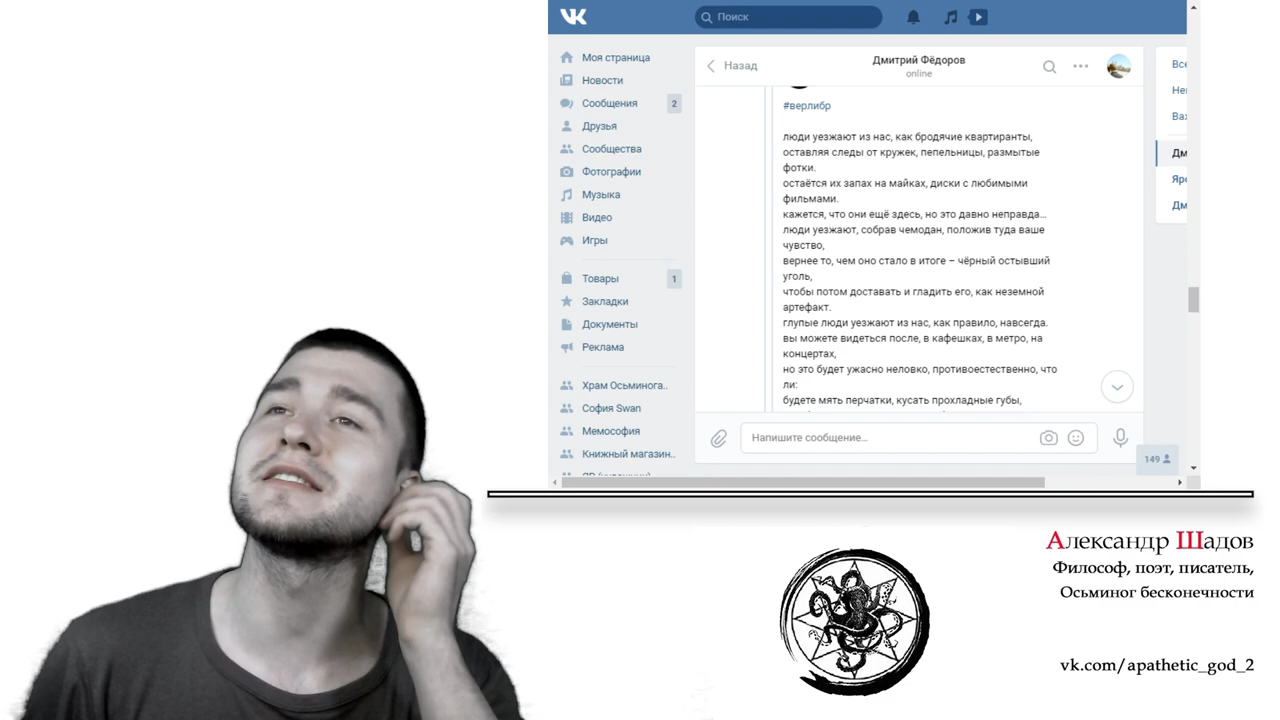 Поиск
Моя страница
Новости
Сообщения 2
Друзья
Сообщества
Фотографии
Музыка
Видео
Игры
Товары 1
Закладки
Документы
Реклама
Храм Осьминога..
София Swan
Мемософия
Книжный магазин..
Назад
Дмитрий Фёдоров
online
#верлибр
люди уезжают из нас, как бродячие квартиранты,
оставляя следы от кружек, пепельницы, размытые
фотки.
остаётся их запах на майках, диски с любимыми
фильмами.
кажется, что они ещё здесь, но это давно неправда…
люди уезжают, собрав чемодан, положив туда ваше
чувство,
вернее то, чем оно стало в итоге – чёрный остывший
уголь,
чтобы потом доставать и гладить его, как неземной
артефакт.
глупые люди уезжают из нас, как правило, навсегда.
вы можете видеться после, в кафешках, в метро, на
концертах,
но это будет ужасно неловко, противоестественно, что
ли:
будете мять перчатки, кусать прохладные губы,
Напишите сообщение...
Все
Не
Ва
Дм
Яро
Дм
149
Александр Шадов
Философ, поэт, писатель,
Осьминог бесконечности
vk.com/apathetic_god_2